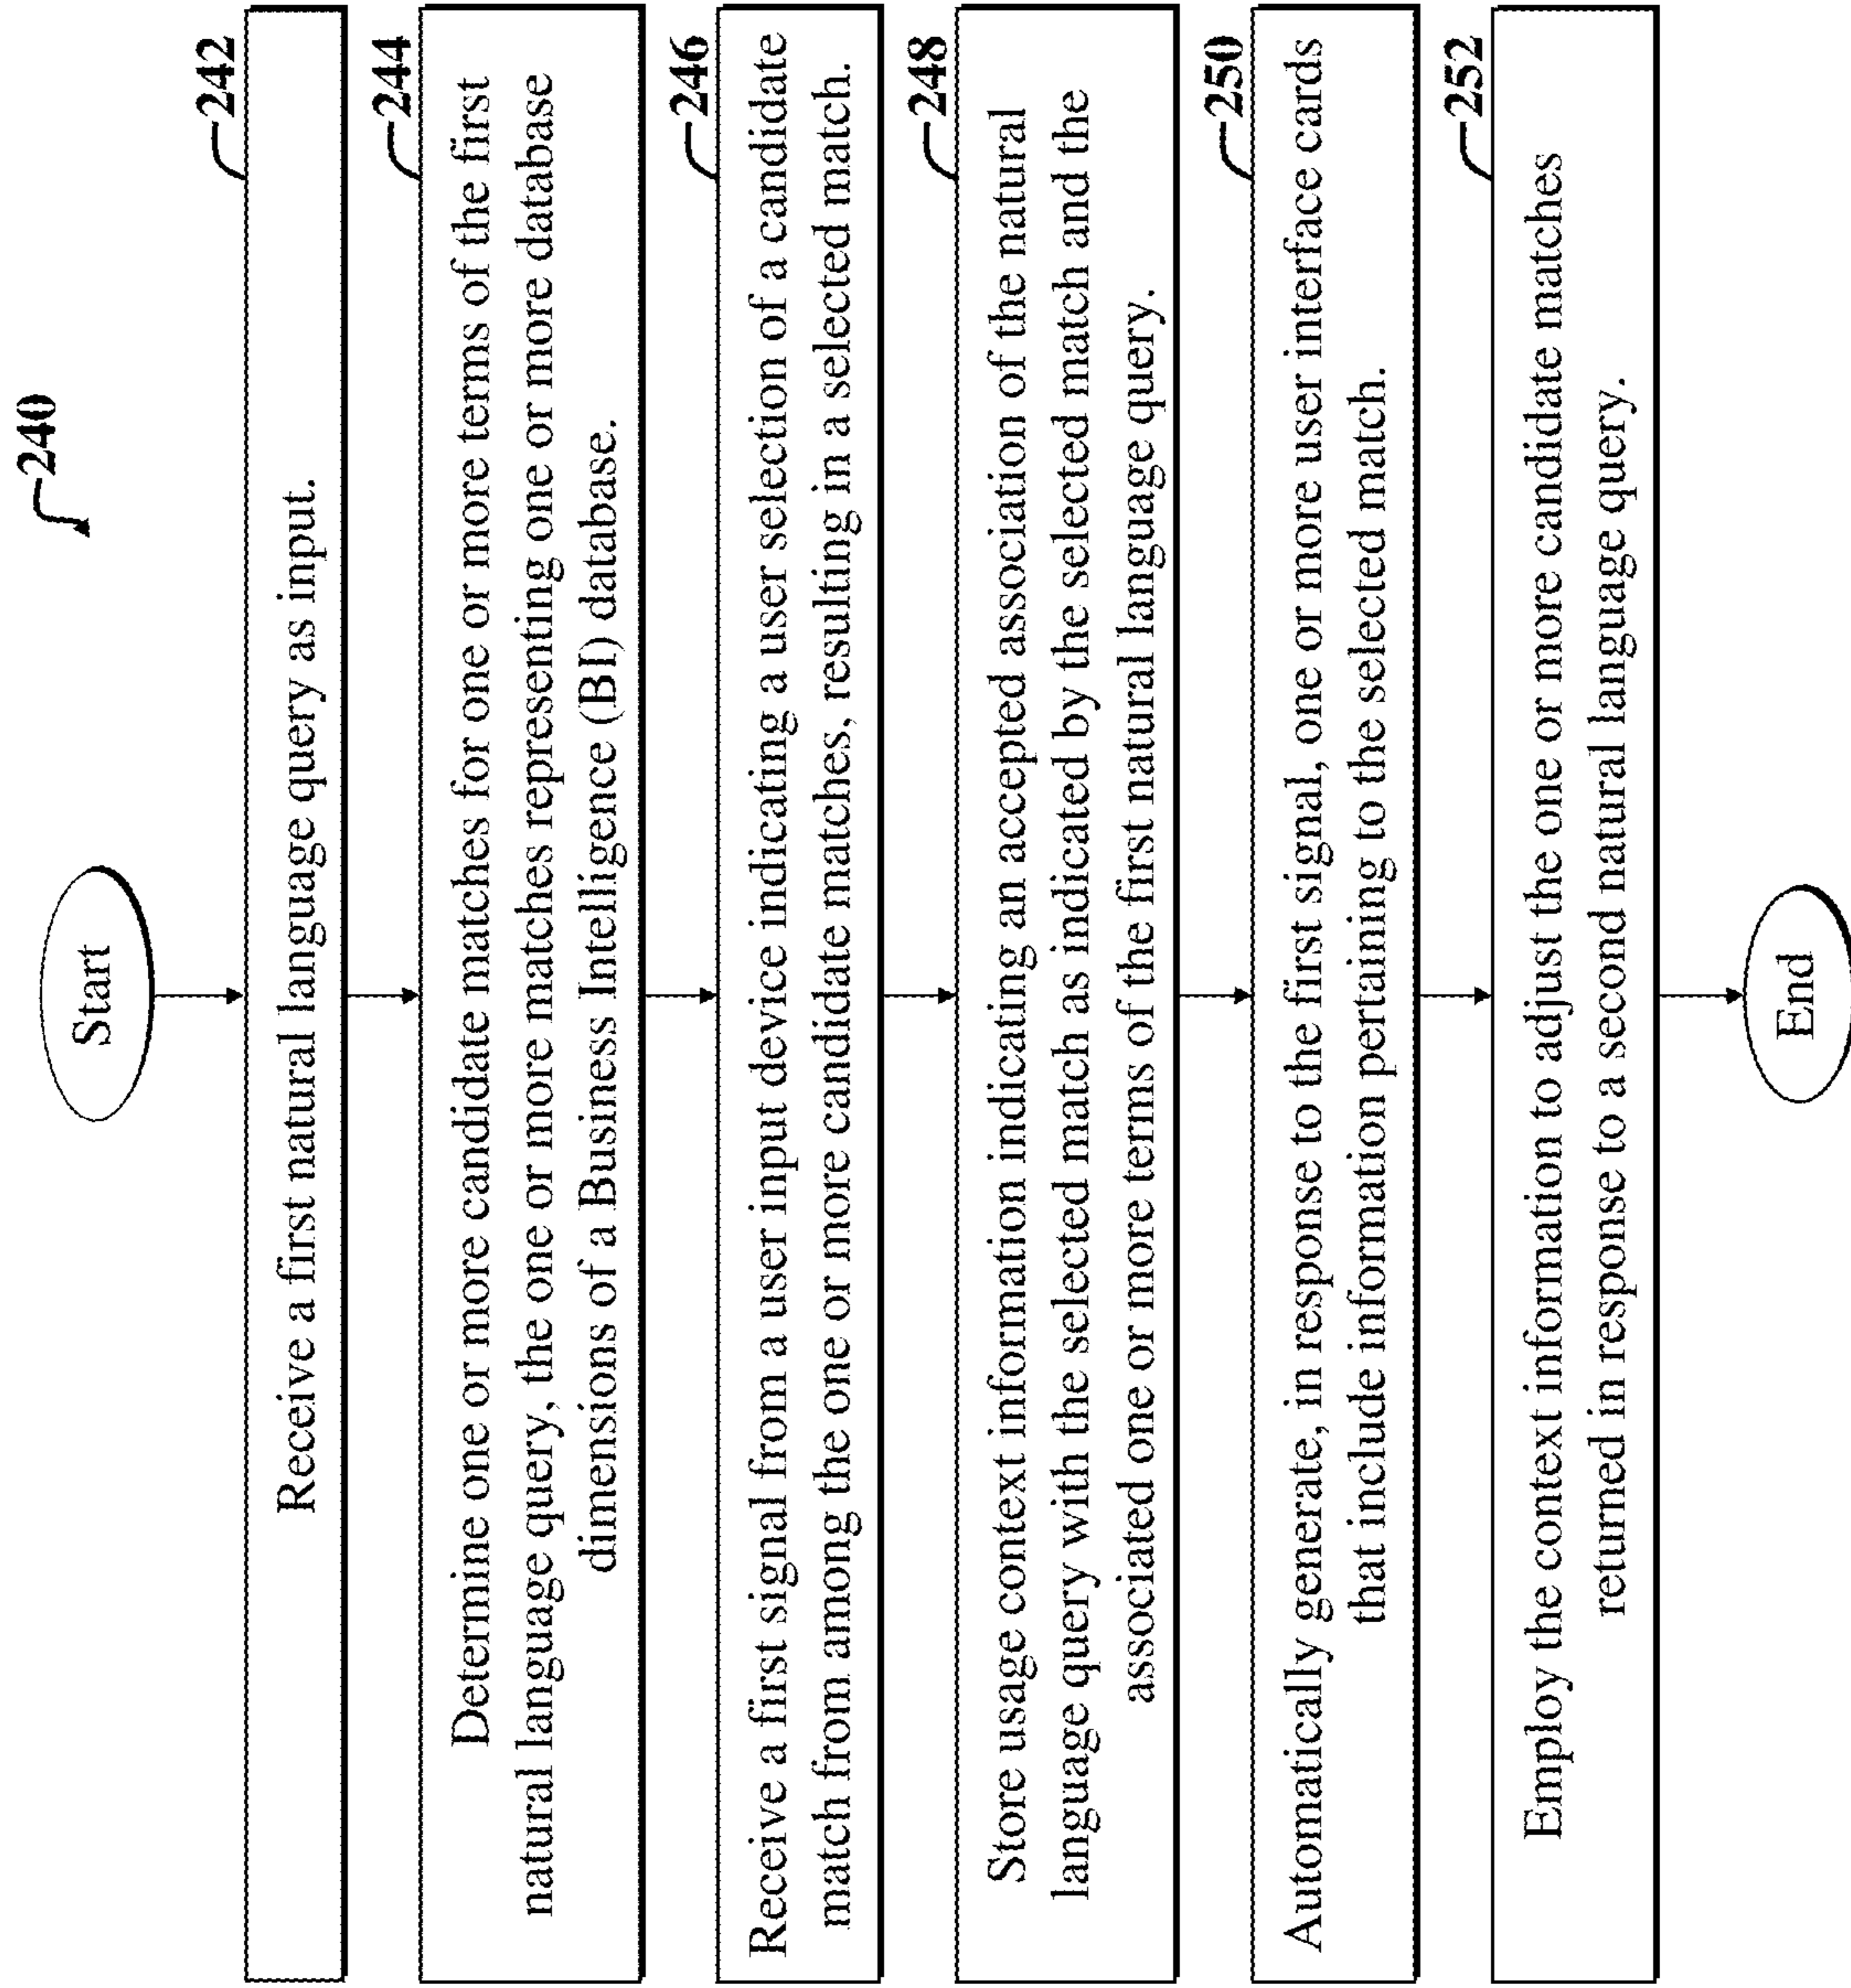 240
Start
242
Receive a first natural language query as input.
244
Determine one or more candidate matches for one or more terms of the first
natural language query, the one or more matches representing one or more database
dimensions of a Business Intelligence (BI) database.
246
Receive a first signal from a user input device indicating a user selection of a candidate
match from among the one or more candidate matches, resulting in a selected match.
248
Store usage context information indicating an accepted association of the natural
language query with the selected match as indicated by the selected match and the
associated one or more terms of the first natural language query.
250
Automatically generate, in response to the first signal, one or more user interface cards
that include information pertaining to the selected match.
252
Employ the context information to adjust the one or more candidate matches
returned in response to a second natural language query.
End